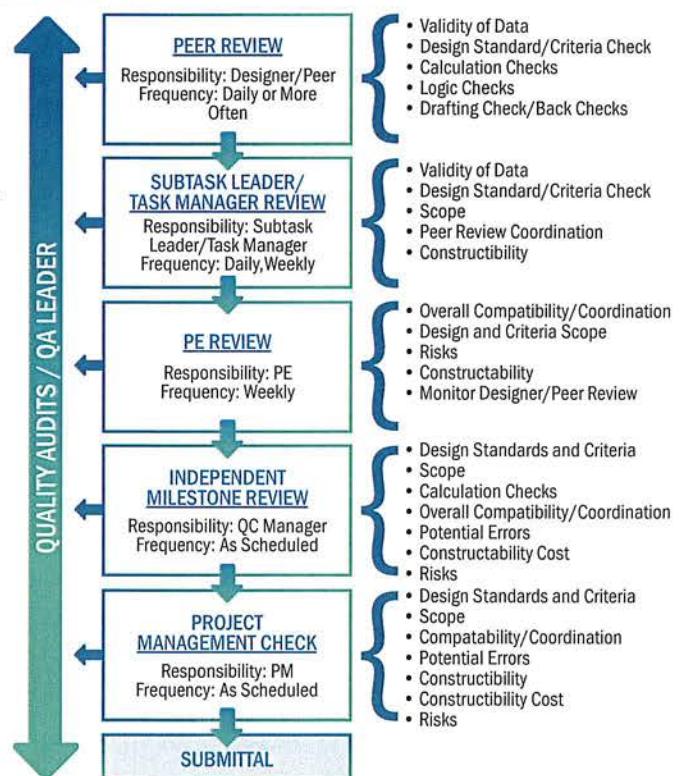 QUALITY AUDITS / QA LEADER
PEER REVIEW
Responsibility: Designer/Peer
Frequency: Daily or More
Often
• Validity of Data
• Design Standard/Criteria Check
• Calculation Checks
• Logic Checks
• Drafting Check/Back Checks
SUBTASK LEADER/
TASK MANAGER REVIEW
Responsibility: Subtask
Leader/Task Manager
Frequency: Daily,Weekly
• Validity of Data
• Design Standard/Criteria Check
• Scope
• Peer Review Coordination
• Constructibility
PE REVIEW
Responsibility: PE
Frequency: Weekly
• Overall Compatibility/Coordination
• Design and Criteria Scope
• Risks
• Constructability
• Monitor Designer/Peer Review
INDEPENDENT
MILESTONE REVIEW
Responsibility: QC Manager
Frequency: As Scheduled
• Design Standards and Criteria
• Scope
• Calculation Checks
• Overall Compatibility/Coordination
• Potential Errors
• Constructability Cost
• Risks
PROJECT
MANAGEMENT CHECK
Responsibility: PM
Frequency: As Scheduled
• Design Standards and Criteria
• Scope
• Compatability/Coordination
• Potential Errors
• Constructibility
• Constructibility Cost
• Risks
SUBMITTAL